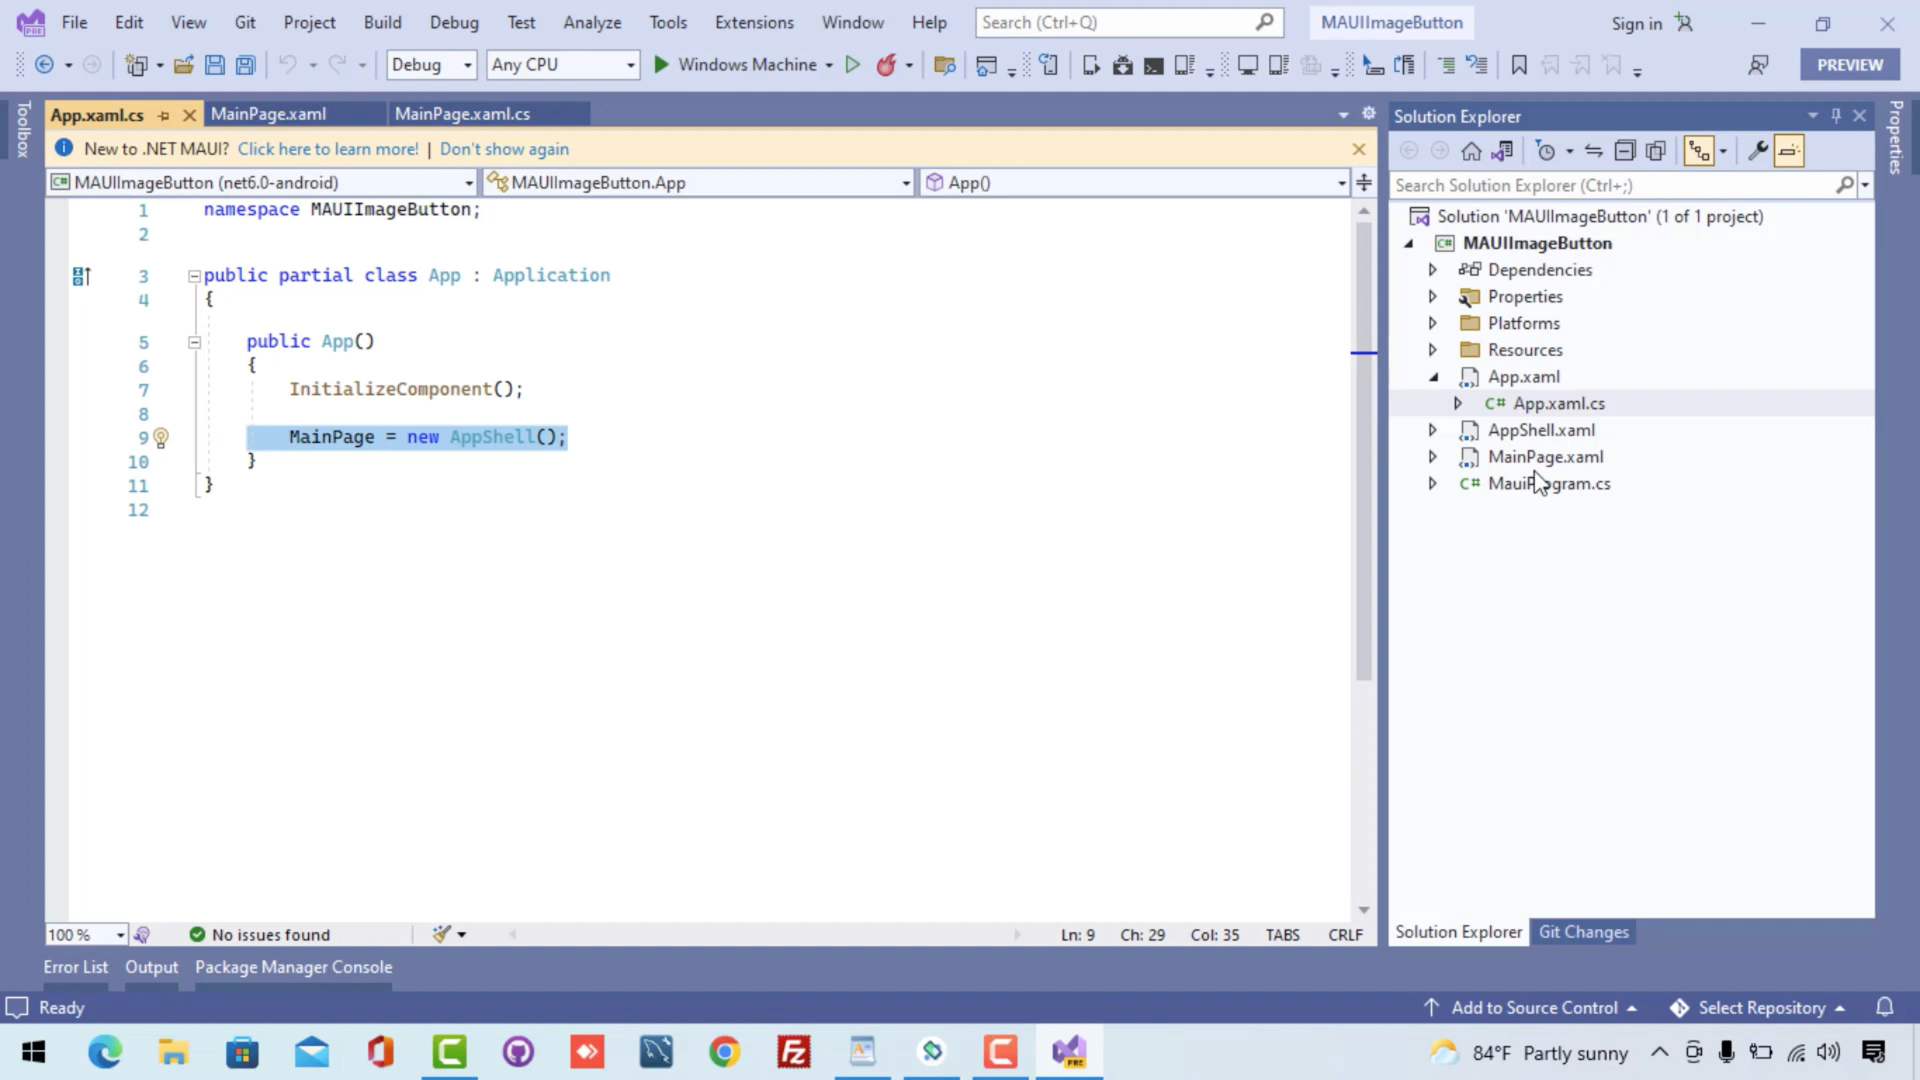 File Edit View Git Project Build Debug Test Analyze Tools Extensions Window Help Search (Ctrl+Q) MAUIImageButton Sign in
Debug Any CPU Windows Machine PREVIEW
Toolbox
App.xaml.cs MainPage.xaml MainPage.xaml.cs
New to .NET MAUI? Click here to learn more! | Don't show again
MAUIImageButton (net6.0-android) MAUIImageButton.App App()
1 namespace MAUIImageButton;
2
3 public partial class App : Application
4 {
5 public App()
6 {
7 InitializeComponent();
8
9 MainPage = new AppShell();
10 }
11 }
12
100 % No issues found Ln: 9 Ch: 29 Col: 35 TABS CRLF
Solution Explorer
Search Solution Explorer (Ctrl+;)
Solution 'MAUIImageButton' (1 of 1 project)
MAUIImageButton
Dependencies
Properties
Platforms
Resources
App.xaml
C# App.xaml.cs
AppShell.xaml
MainPage.xaml
C# MauiProgram.cs
Solution Explorer Git Changes
Properties
Error List Output Package Manager Console
Ready Add to Source Control Select Repository
84°F Partly sunny